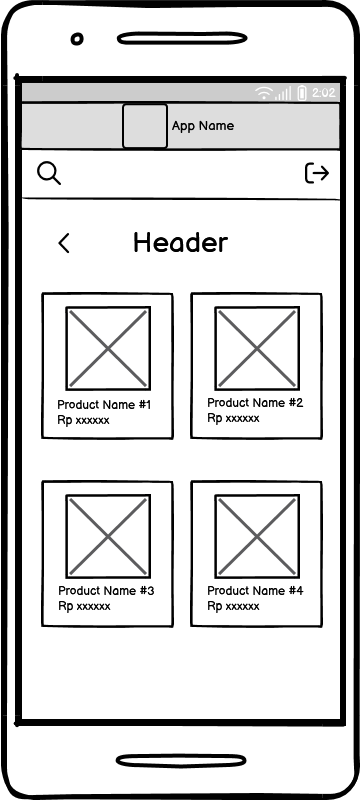 2:02
App Name
Header
Product Name #1
Rp xxxxxx
Product Name #2
Rp xxxxxx
Product Name #3
Rp xxxxxx
Product Name #4
Rp xxxxxx